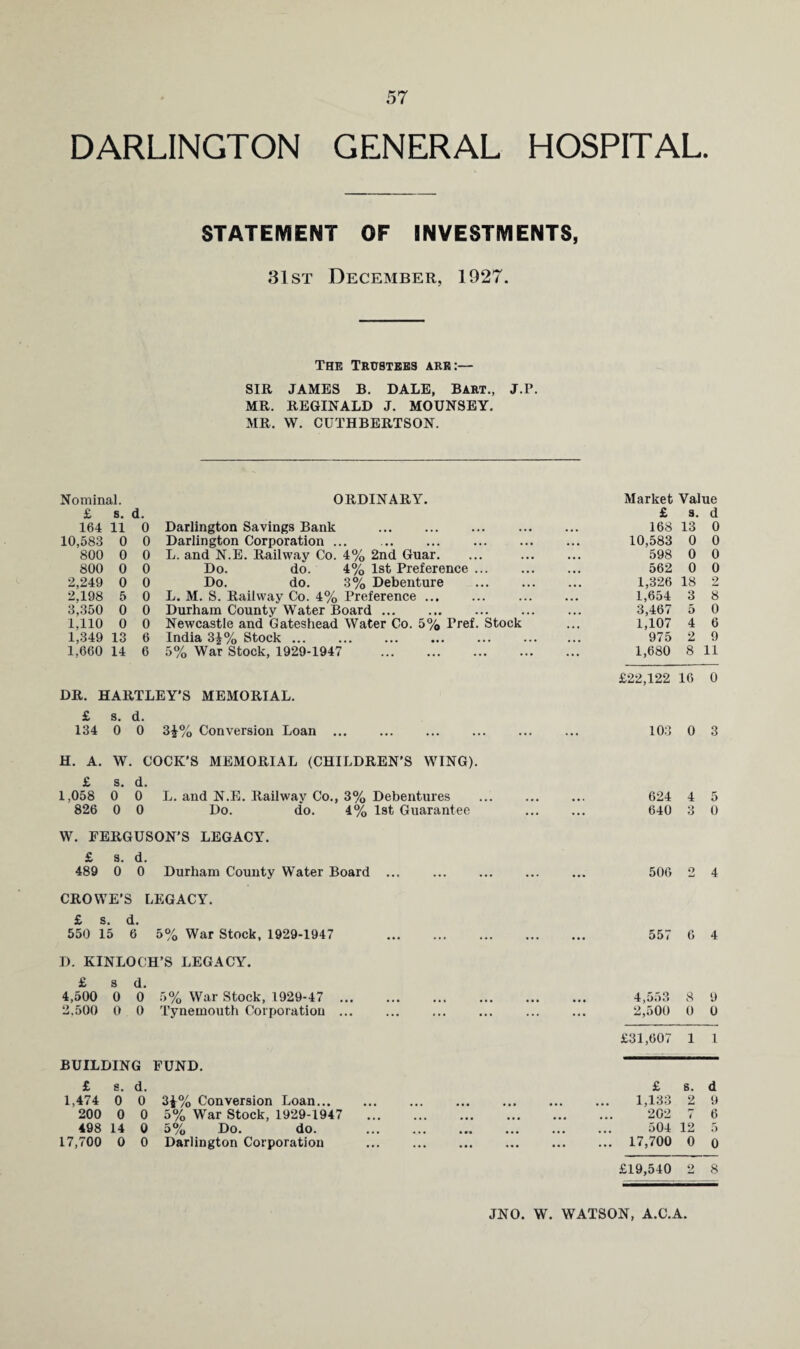 57
DARLINGTON GENERAL HOSPITAL.
STATEMENT OF INVESTMENTS,
31st December, 1927.
The Trustees are:—
SIR JAMES B. DALE, Bart., J.P.
MR. REGINALD J. MOUNSEY.
MR. W. CUTHBERTSON.
Nominal. ORDINARY. Market Value
£ s. d. £ s. d
164 11 0 Darlington Savings Bank ... ... ... ... ... 168 13 0
10,583 0 0 Darlington Corporation ... .. ... ... ... ... 10,583 0 0
800 0 0 L. and N.E. Railway Co. 4% 2nd Guar. ... ... ... 598 0 0
800 0 0 Do. do. 4% 1st Preference ... ... ... 562 0 0
2,249 0 0 Do. do. 3% Debenture ... ... ... 1,326 18 2
2,198 5 0 L. M. S. Railway Co. 4% Preference ... ... ... ... 1,654 3 8
3,350 0 0 Durham County Water Board ... ... ... ... ... 3,467 5 0
1,110 0 0 Newcastle and Gateshead Water Co. 5% Pref. Stock ... 1,107 4 6
1,349 13 6 India 3½% Stock ... ... ... ... ... ... ... 975 2 9
1,660 14 6 5% War Stock, 1929-1947 ... ... ... ... ... 1,680 8 11
£22,122 16 0
DR. HARTLEY'S MEMORIAL.
£ s. d.
134 0 0 3½% Conversion Loan ... ... ... ... ... ... 103 0 3
H. A. W. COCK'S MEMORIAL (CHILDREN'S WING).
£ s. d.
1,058 0 0 L. and N.E. Railway Co., 3% Debentures ... ... ... 624 4 5
826 0 0 Do. do. 4% 1st Guarantee ... ... 640 3 0
W. FERGUSON'S LEGACY.
£ s. d.
489 0 0 Durham County Water Board ... ... ... ... ... 506 2 4
CROWE'S LEGACY.
£ s. d.
550 15 6 5% War Stock, 1929-1947 ... ... ... ... ... 557 6 4
D. KINLOCH'S LEGACY.
£ s d.
4,500 0 0 5% War Stock, 1929-47 ... ... ... ... ... ... 4,553 8 9
2,500 0 0 Tynemouth Corporation ... ... ... ... ... ... 2,500 0 0
£31,607 1 1
BUILDING FUND.
£ s. d. £ s. d
1,474 0 0 3½% Conversion Loan... ... ... ... ... ... ... 1,133 2 9
200 0 0 5% War Stock, 1929-1947 ... ... ... ... ... ... 202 7 6
498 14 0 5% Do. do. ... ... ... ... ... ... 504 12 5
17,700 0 0 Darlington Corporation ... ... ... ... ... ... 17,700 0 0
£19,540 2 8
JNO. W. WATSON, A.C.A.